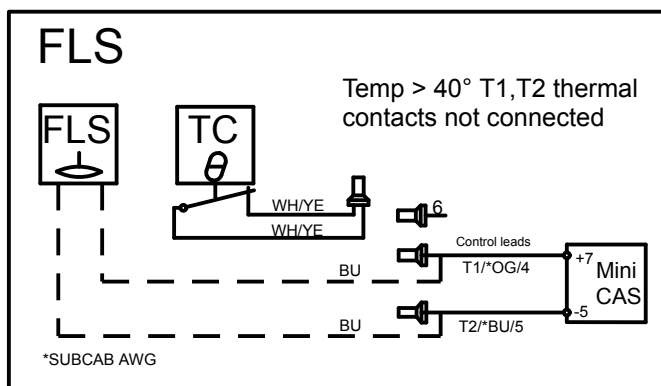 FLS
Temp > 40° T1,T2 thermal
contacts not connected
FLS
TC
WH/YE
WH/YE
6
Control leads
BU
T1/*OG/4
+7
Mini
CAS
BU
T2/*BU/5
-5
*SUBCAB AWG